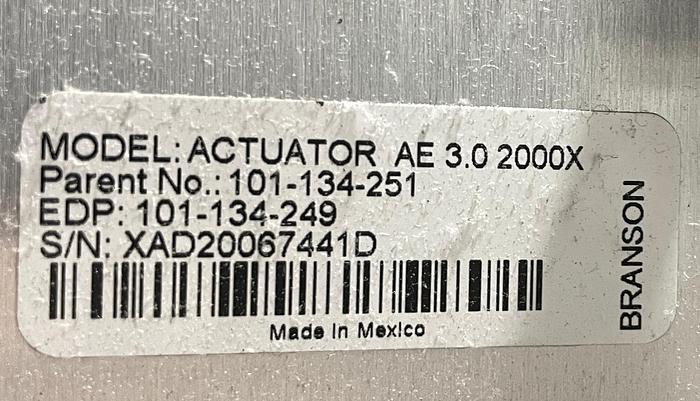 MODEL: ACTUATOR AE 3.0 2000X
Parent No.: 101-134-251
EDP: 101-134-249
S/N: XAD20067441D
Made In Mexico
BRANSON